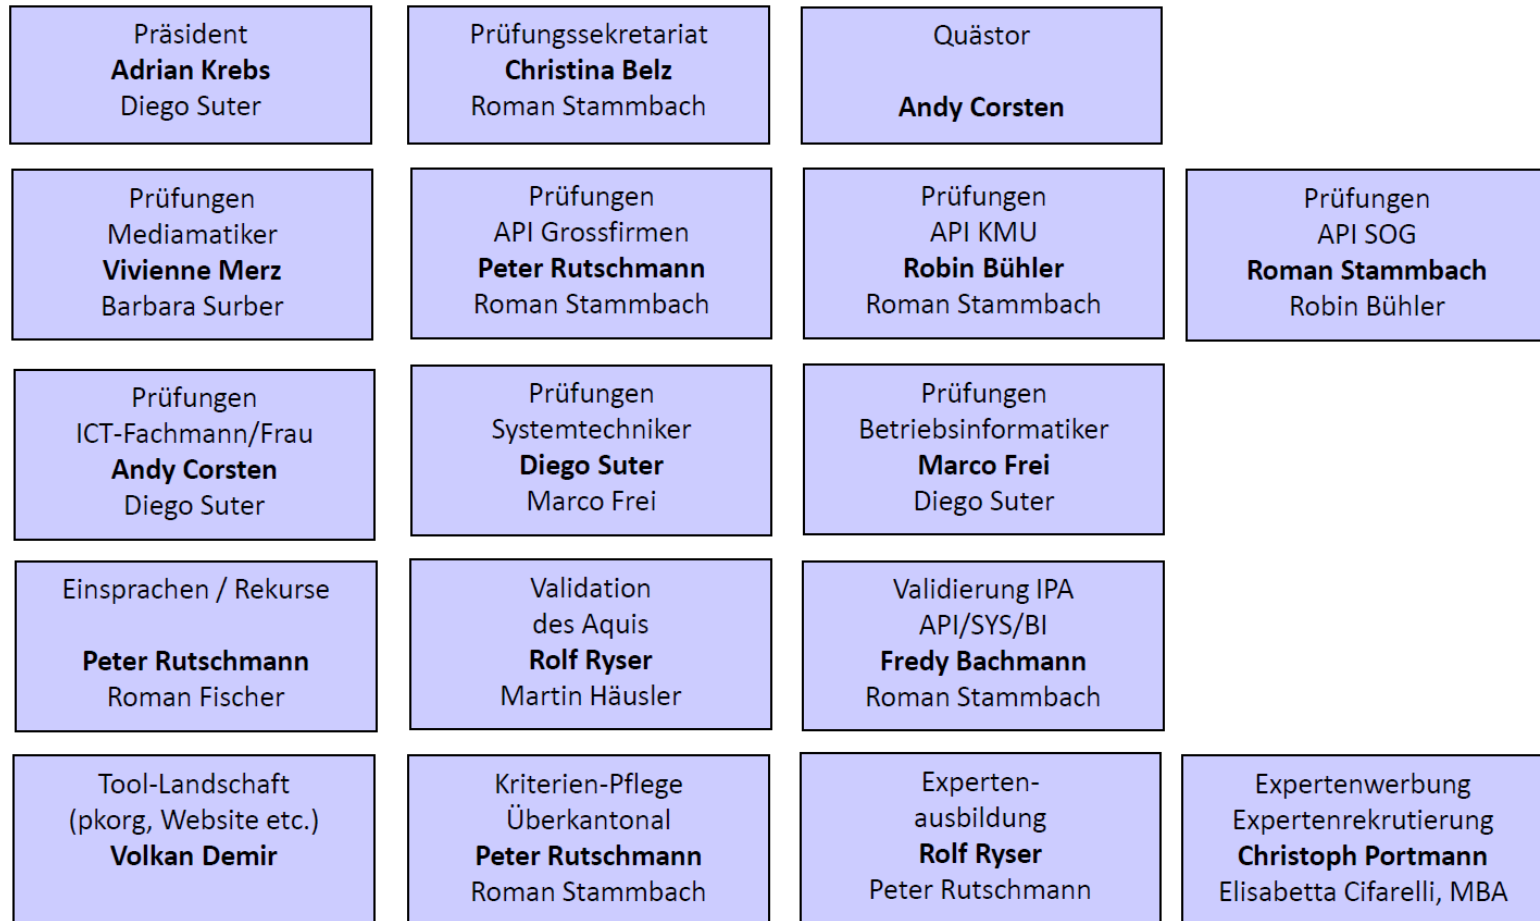 Präsident
Adrian Krebs
Diego Suter
Prüfungssekretariat
Christina Belz
Roman Stammbach
Quästor
Andy Corsten
Prüfungen
Mediamatiker
Vivienne Merz
Barbara Surber
Prüfungen
API Grossfirmen
Peter Rutschmann
Roman Stammbach
Prüfungen
API KMU
Robin Bühler
Roman Stammbach
Prüfungen
API SOG
Roman Stammbach
Robin Bühler
Prüfungen
ICT-Fachmann/Frau
Andy Corsten
Diego Suter
Prüfungen
Systemtechniker
Diego Suter
Marco Frei
Prüfungen
Betriebsinformatiker
Marco Frei
Diego Suter
Einsprachen / Rekurse
Peter Rutschmann
Roman Fischer
Validation
des Aquis
Rolf Ryser
Martin Häusler
Validierung IPA
API/SYS/BI
Fredy Bachmann
Roman Stammbach
Tool-Landschaft
(pkorg, Website etc.)
Volkan Demir
Kriterien-Pflege
Überkantonal
Peter Rutschmann
Roman Stammbach
Experten-
ausbildung
Rolf Ryser
Peter Rutschmann
Expertenwerbung
Expertenrekrutierung
Christoph Portmann
Elisabetta Cifarelli, MBA